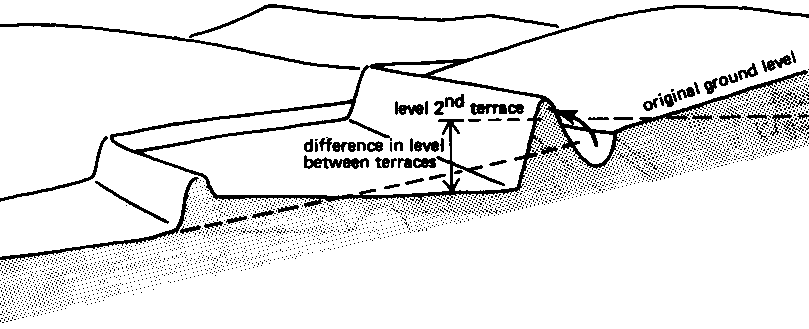 original ground level
level 2nd terrace
difference in level
between terraces